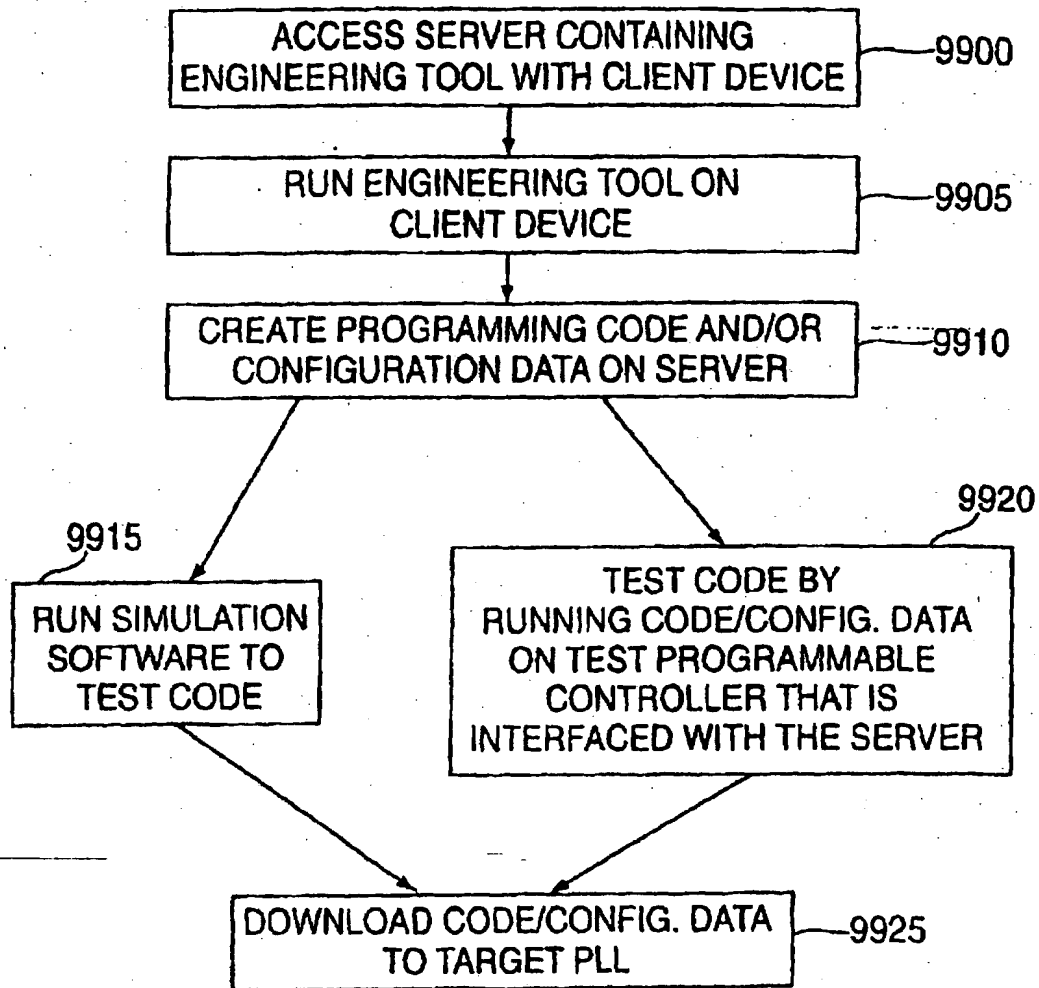 ACCESS SERVER CONTAINING
ENGINEERING TOOL WITH CLIENT DEVICE
9900
RUN ENGINEERING TOOL ON
CLIENT DEVICE
9905
CREATE PROGRAMMING CODE AND/OR
CONFIGURATION DATA ON SERVER
9910
9915
RUN SIMULATION
SOFTWARE TO
TEST CODE
9920
TEST CODE BY
RUNNING CODE/CONFIG. DATA
ON TEST PROGRAMMABLE
CONTROLLER THAT IS
INTERFACED WITH THE SERVER
DOWNLOAD CODE/CONFIG. DATA
TO TARGET PLL
9925